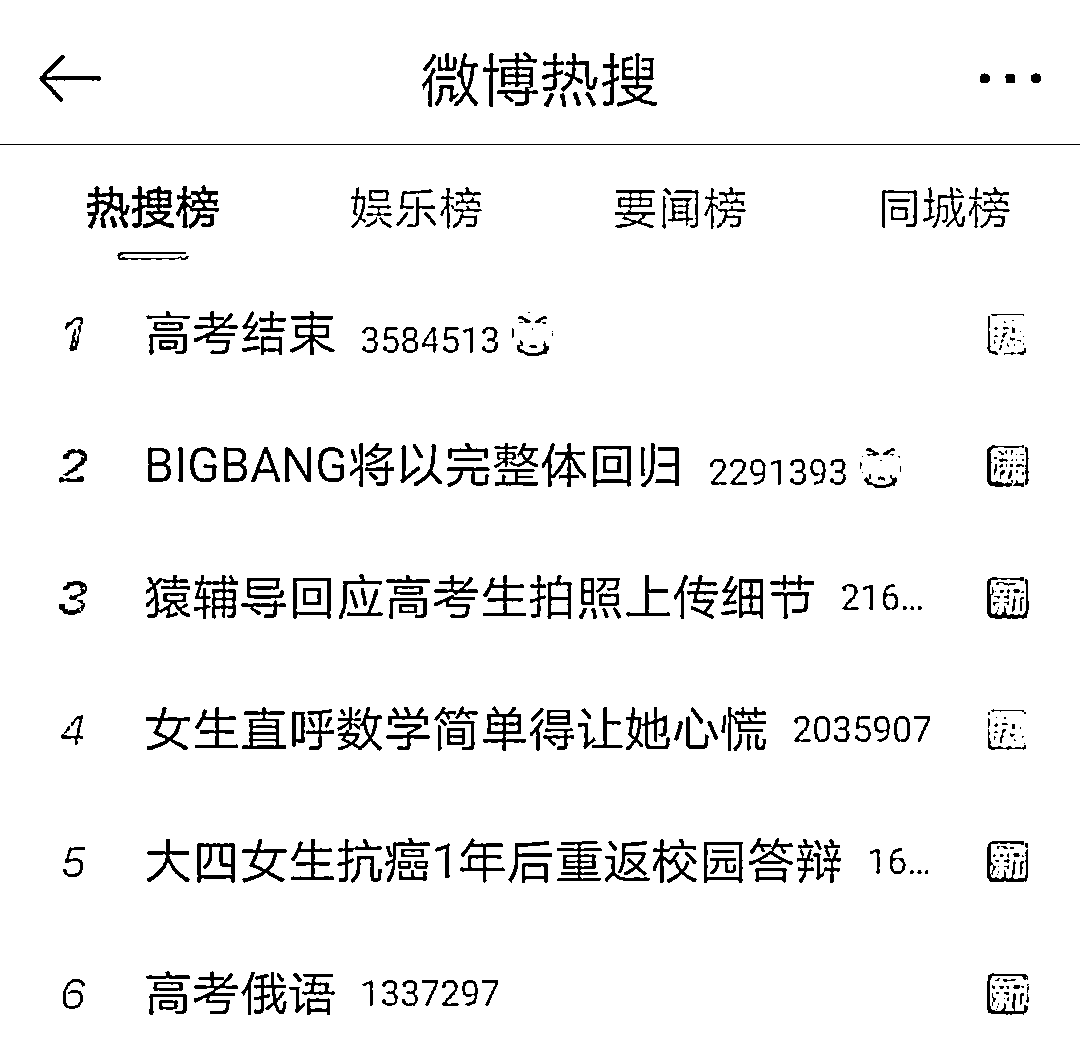 微博热搜
热搜榜 娱乐榜 要闻榜 同城榜
1 高考结束 3584513 热
2 BIGBANG将以完整体回归 2291393
3 猿辅导回应高考生拍照上传细节 216... 新
4 女生直呼数学简单得让她心慌 2035907 热
5 大四女生抗癌1年后重返校园答辩 16... 新
6 高考俄语 1337297 新